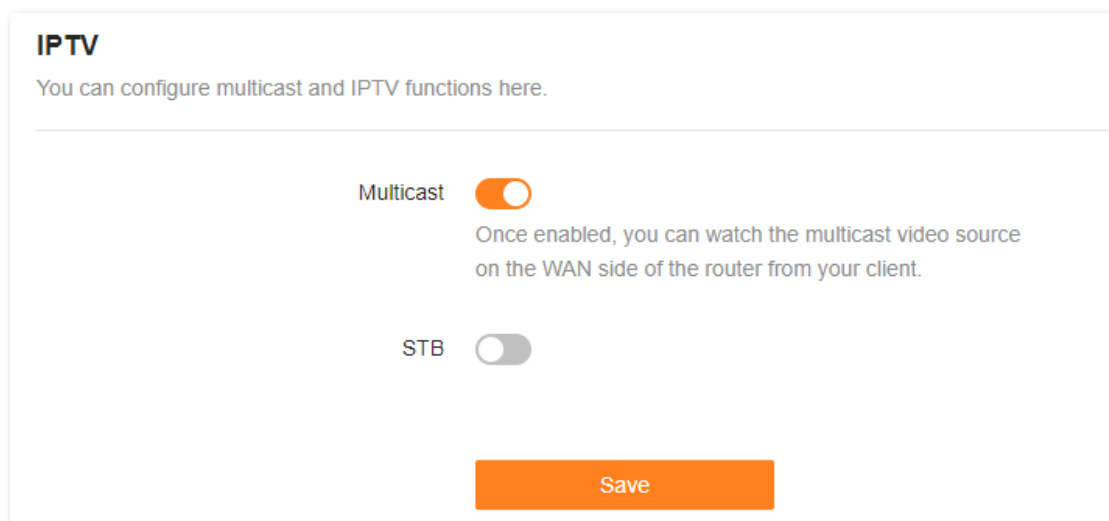 IPTV
You can configure multicast and IPTV functions here.
Multicast
Once enabled, you can watch the multicast video source
on the WAN side of the router from your client.
STB
Save